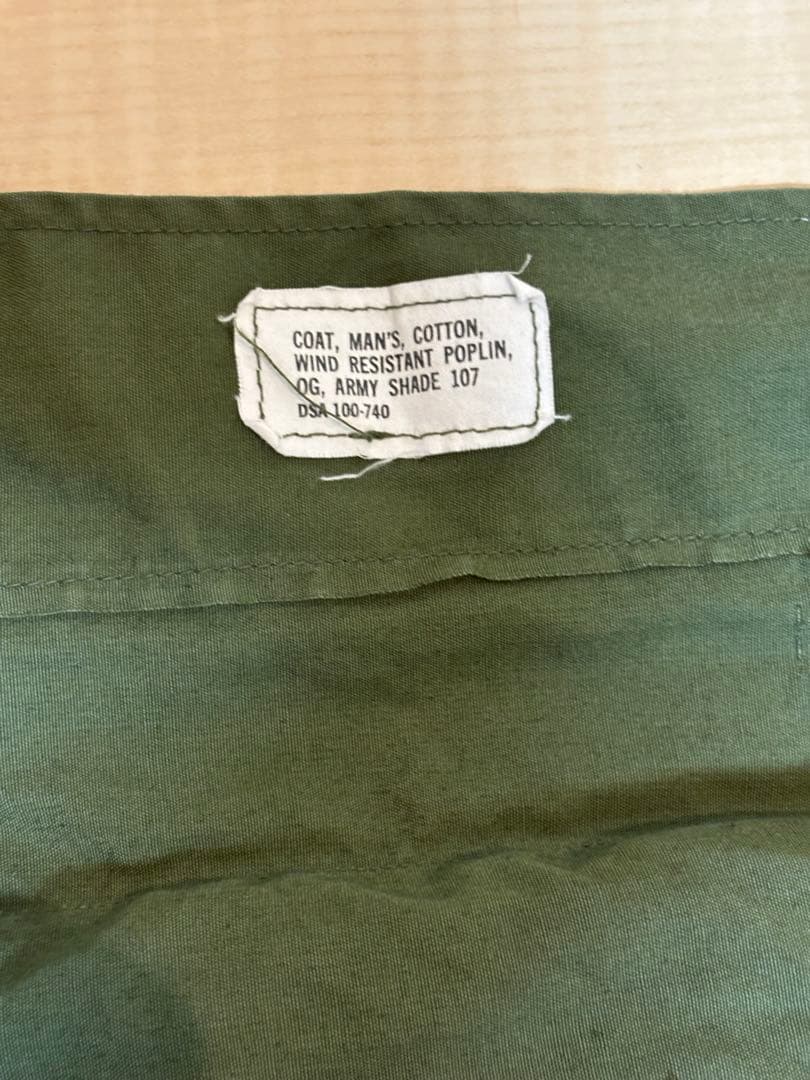 COAT, MAN'S, COTTON,
WIND RESISTANT POPLIN,
OG, ARMY SHADE 107
DSA 100-740